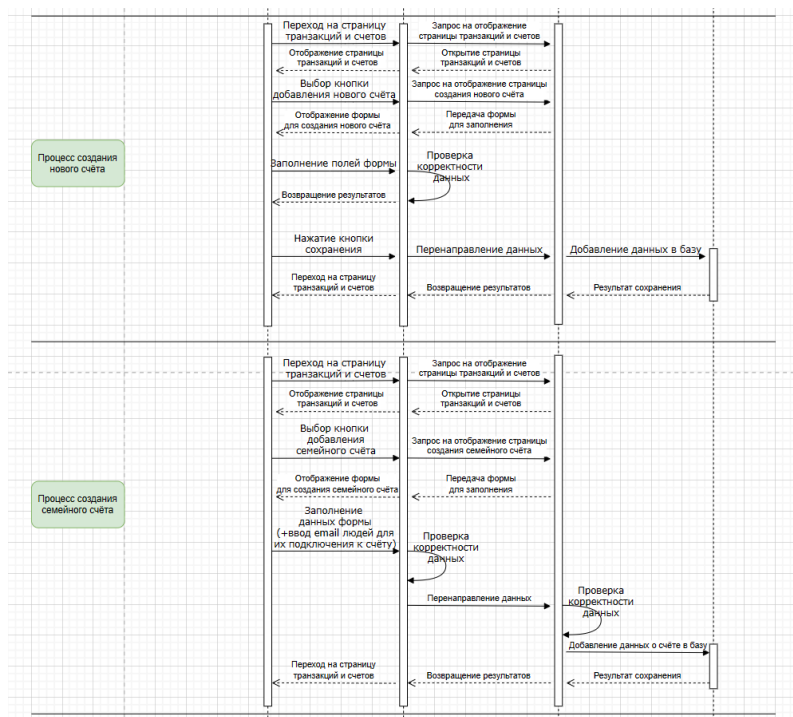 Переход на страницу
транзакций и счетов
Запрос на отображение
страницы транзакций и счетов
Отображение страницы
транзакций и счетов
Открытие страницы
транзакций и счетов
Выбор кнопки
добавления нового счёта
Запрос на отображение страницы
создания нового счёта
Отображение формы
для создания нового счёта
Передача формы
для заполнения
Процесс создания
нового счёта
Заполнение полей формы
Проверка
корректности
данных
Возвращение результатов
Нажатие кнопки
сохранения
Перенаправление данных
Добавление данных в базу
Переход на страницу
транзакций и счетов
Возвращение результатов
Результат сохранения
Переход на страницу
транзакций и счетов
Запрос на отображение
страницы транзакций и счетов
Отображение страницы
транзакций и счетов
Открытие страницы
транзакций и счетов
Выбор кнопки
добавления
семейного счёта
Запрос на отображение страницы
создания семейного счёта
Отображение формы
для создания семейного счёта
Передача формы
для заполнения
Процесс создания
семейного счёта
Заполнение
данных формы
(+ввод email людей для
их подключения к счёту)
Проверка
корректности
данных
Перенаправление данных
Проверка
корректности
данных
Добавление данных о счёте в базу
Переход на страницу
транзакций и счетов
Возвращение результатов
Результат сохранения